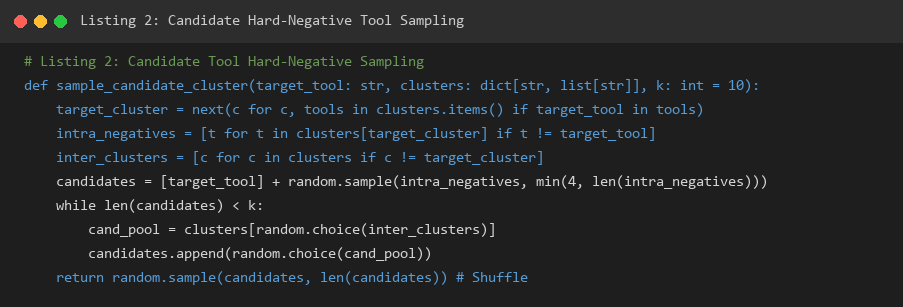 Listing 2: Candidate Hard-Negative Tool Sampling
# Listing 2: Candidate Tool Hard-Negative Sampling
def sample_candidate_cluster(target_tool: str, clusters: dict[str, list[str]], k: int = 10):
    target_cluster = next(c for c, tools in clusters.items() if target_tool in tools)
    intra_negatives = [t for t in clusters[target_cluster] if t != target_tool]
    inter_clusters = [c for c in clusters if c != target_cluster]
    candidates = [target_tool] + random.sample(intra_negatives, min(4, len(intra_negatives)))
    while len(candidates) < k:
        cand_pool = clusters[random.choice(inter_clusters)]
        candidates.append(random.choice(cand_pool))
    return random.sample(candidates, len(candidates)) # Shuffle